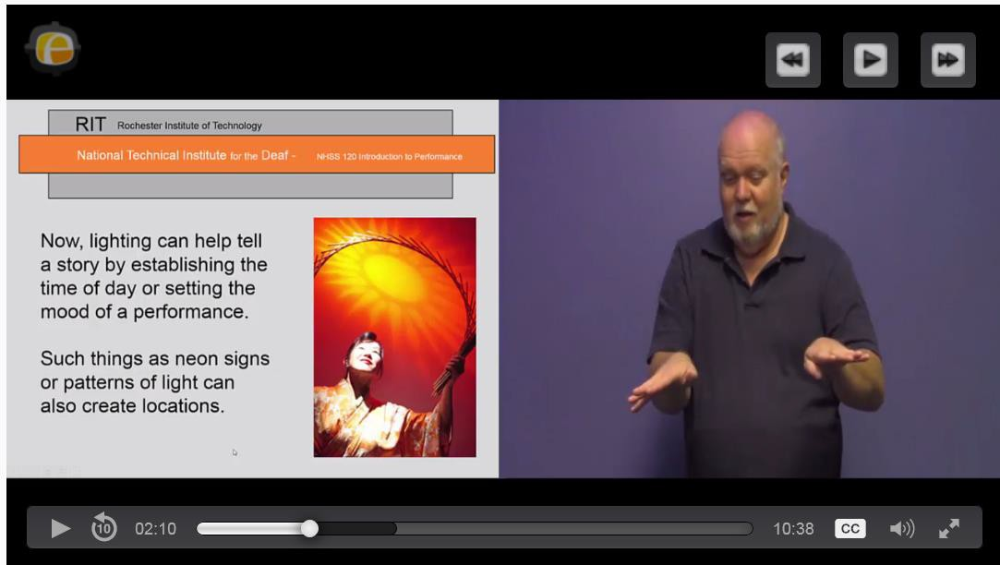 RIT Rochester Institute of Technology
National Technical Institute for the Deaf - NHSS 120 Introduction to Performance
Now, lighting can help tell
a story by establishing the
time of day or setting the
mood of a performance.
Such things as neon signs
or patterns of light can
also create locations.
10
02:10
10:38
CC